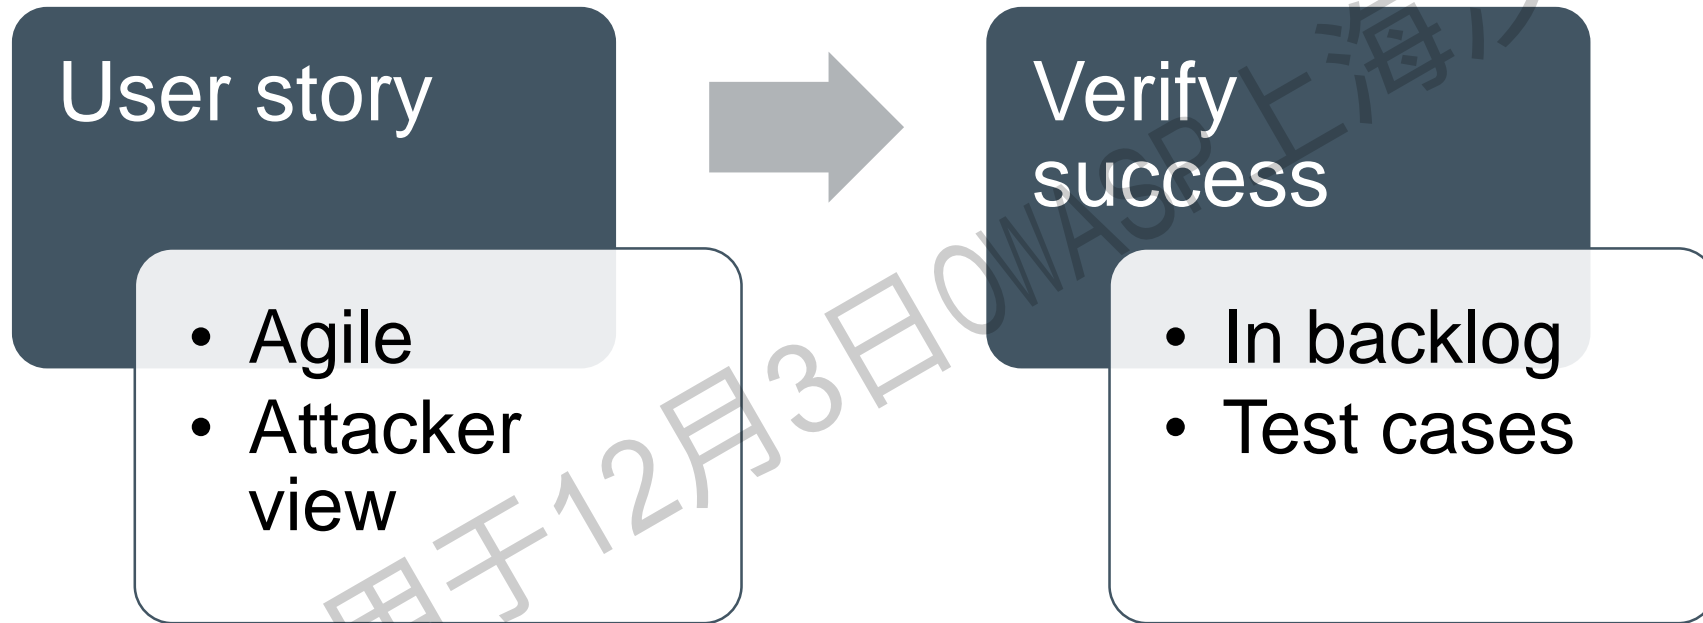 User story
• Agile
• Attacker
view
Verify
success
• In backlog
• Test cases
用于12月3日OWASP上海沙